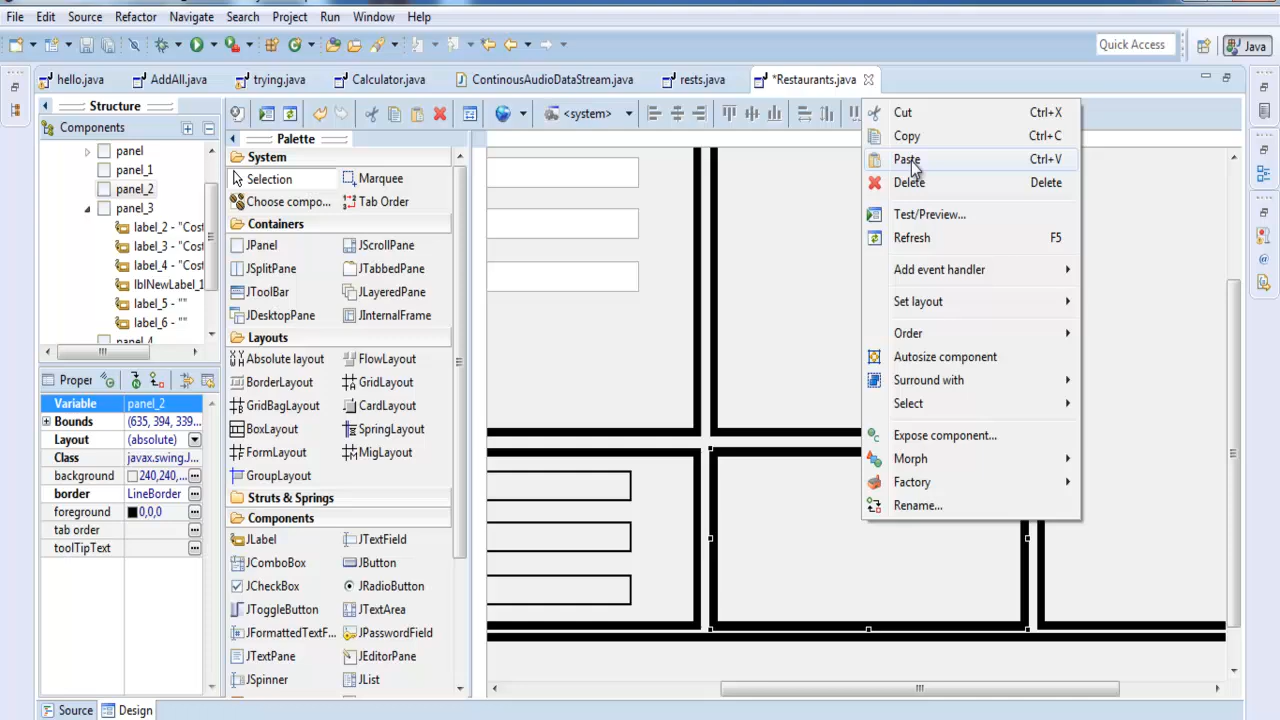 File Edit Source Refactor Navigate Search Project Run Window Help
Quick Access Java
hello.java AddAll.java trying.java Calculator.java ContinousAudioDataStream.java rests.java *Restaurants.java
Structure
Components
panel
panel_1
panel_2
panel_3
label_2 - "Cost
label_3 - "Cost
label_4 - "Cost
lblNewLabel_1
label_5 - ""
label_6 - ""
Proper
Variable panel_2
Bounds (635, 394, 339...
Layout (absolute)
Class javax.swing.J...
background 240,240,...
border LineBorder
foreground 0,0,0
tab order
toolTipText
<system>
Palette
System
Selection Marquee
Choose compo... Tab Order
Containers
JPanel JScrollPane
JSplitPane JTabbedPane
JToolBar JLayeredPane
JDesktopPane JInternalFrame
Layouts
Absolute layout FlowLayout
BorderLayout GridLayout
GridBagLayout CardLayout
BoxLayout SpringLayout
FormLayout MigLayout
GroupLayout
Struts & Springs
Components
JLabel JTextField
JComboBox JButton
JCheckBox JRadioButton
JToggleButton JTextArea
JFormattedTextF... JPasswordField
JTextPane JEditorPane
JSpinner JList
Cut Ctrl+X
Copy Ctrl+C
Paste Ctrl+V
Delete Delete
Test/Preview...
Refresh F5
Add event handler
Set layout
Order
Autosize component
Surround with
Select
Expose component...
Morph
Factory
Rename...
Source Design